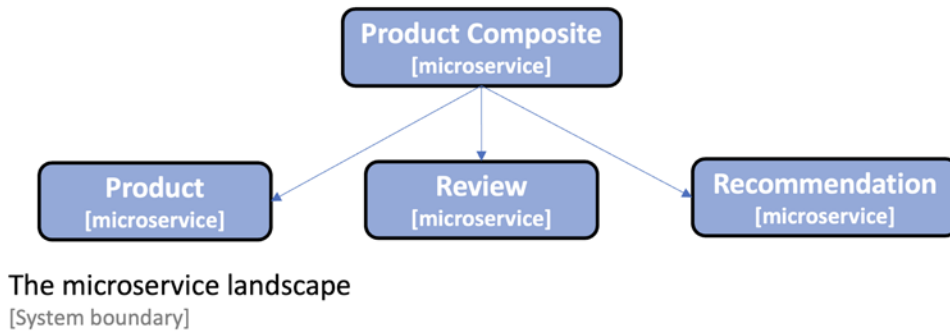 Product Composite
[microservice]
Product
[microservice]
Review
[microservice]
Recommendation
[microservice]
The microservice landscape
[System boundary]